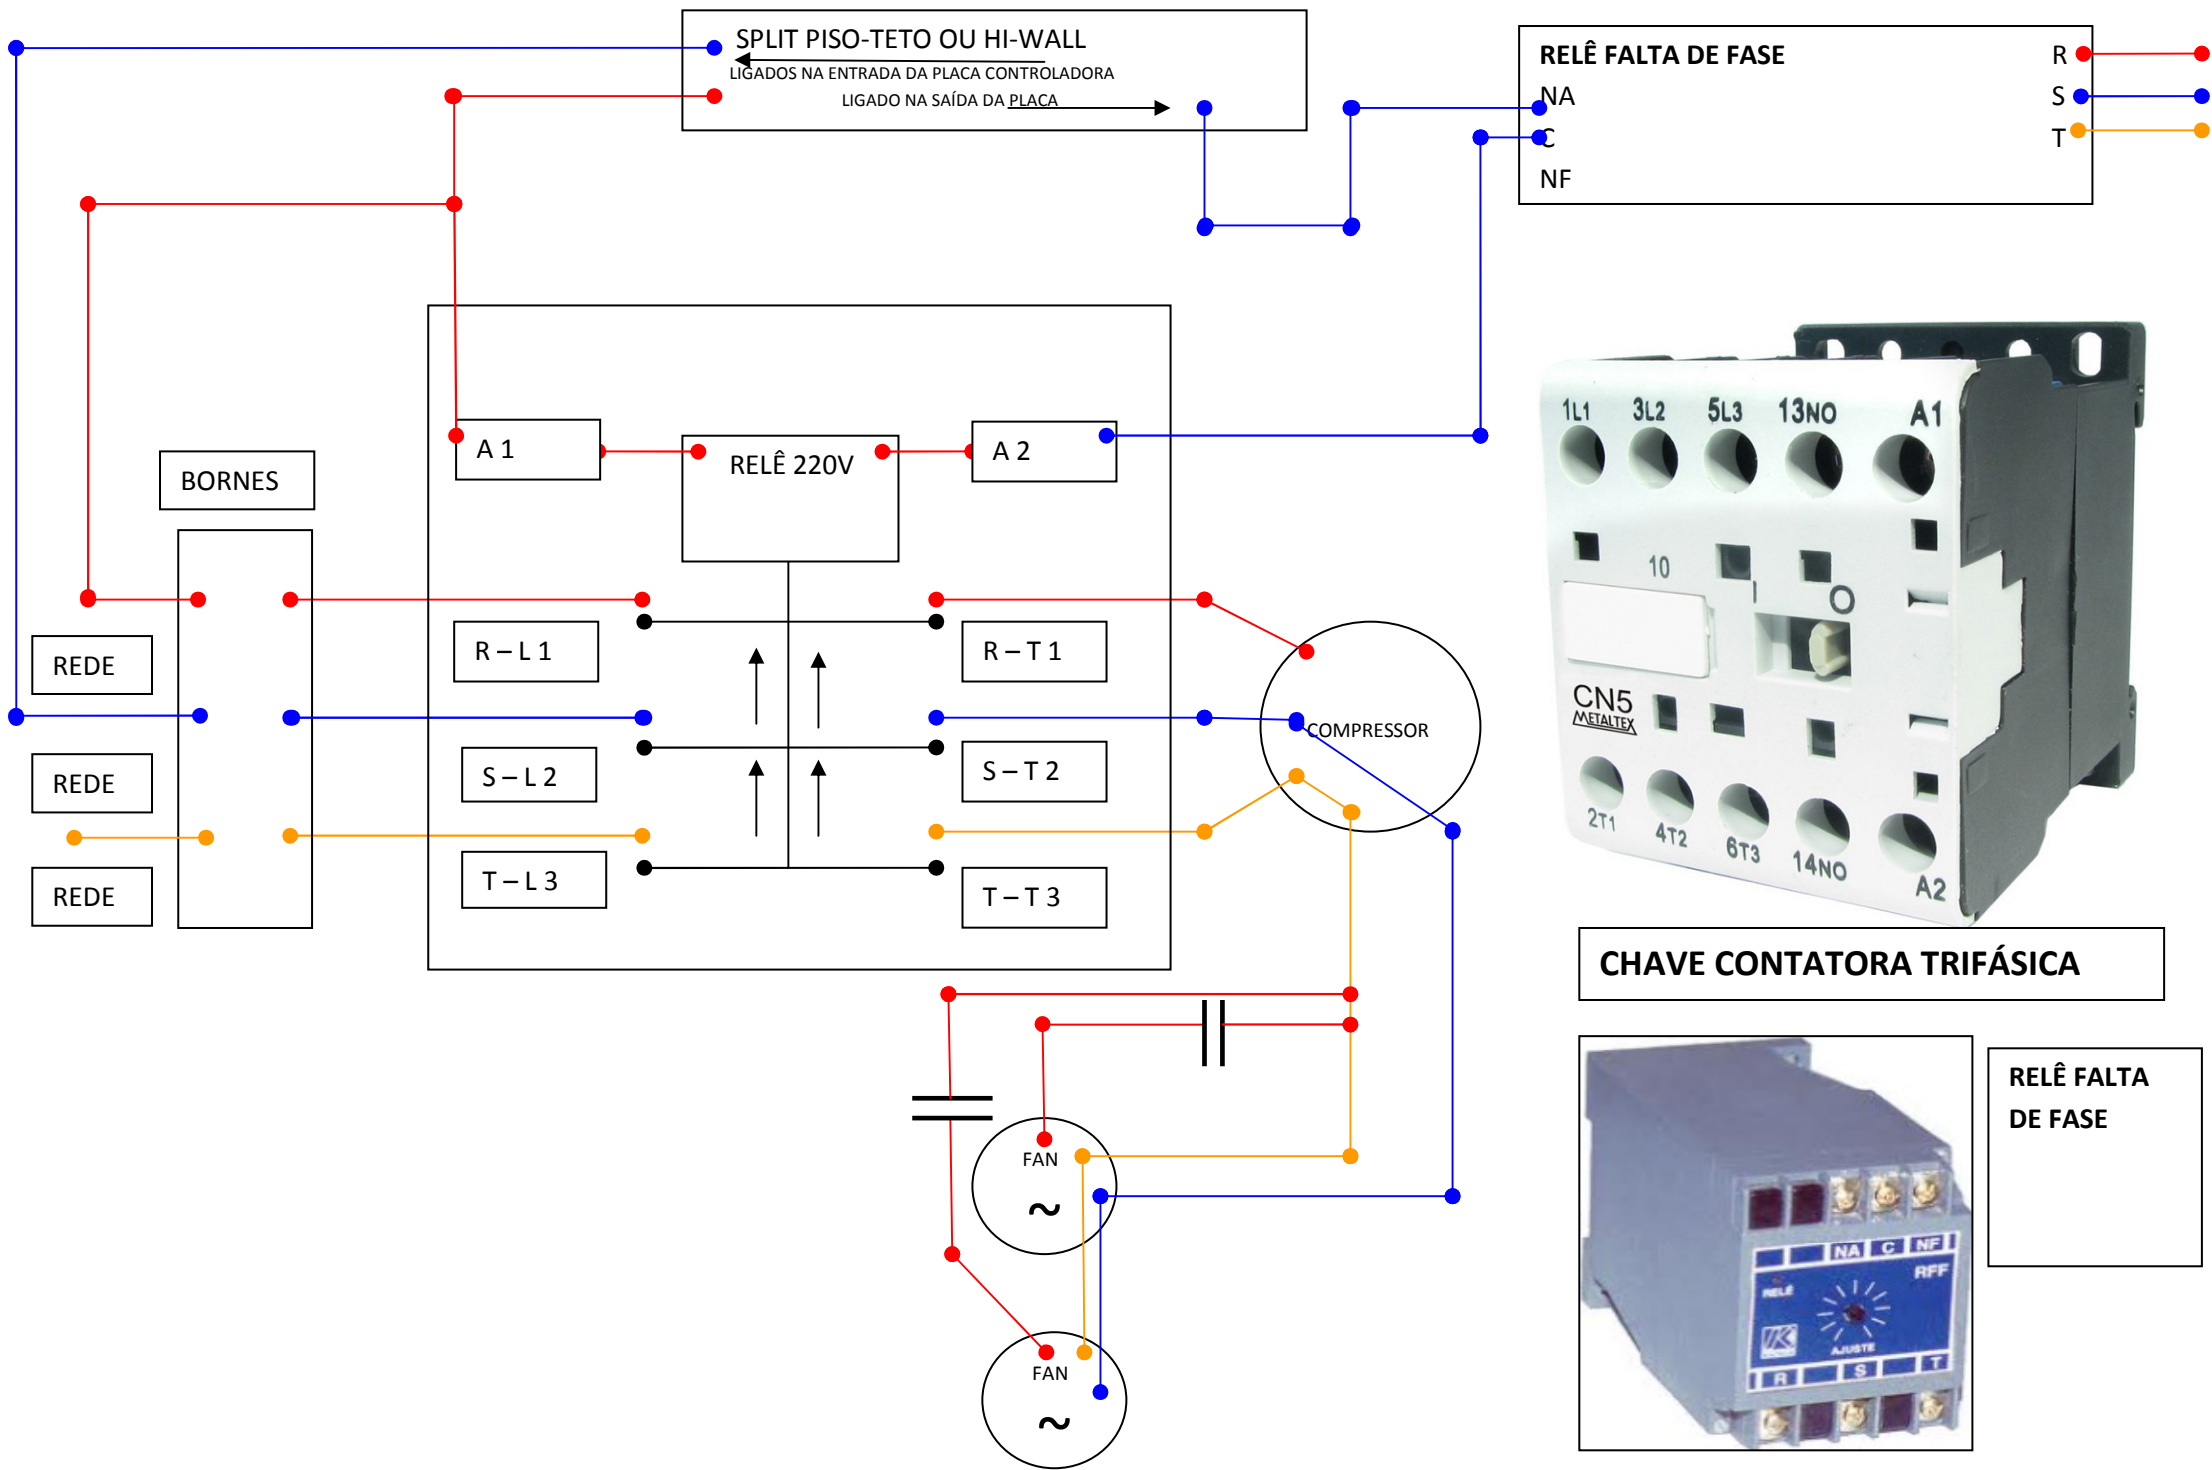 SPLIT PISO-TETO OU HI-WALL
LIGADOS NA ENTRADA DA PLACA CONTROLADORA
LIGADO NA SAÍDA DA PLACA
RELÊ FALTA DE FASE
NA
C
NF
R
S
T
A 1
RELÊ 220V
A 2
BORNES
REDE
REDE
REDE
R – L 1
R – T 1
S – L 2
S – T 2
T – L 3
T – T 3
COMPRESSOR
FAN
~
FAN
~
1L1 3L2 5L3 13NO A1
10
I O
CN5
METALTEX
2T1 4T2 6T3 14NO A2
CHAVE CONTATORA TRIFÁSICA
NA C NF
RFF
RELÊ
AJUSTE
R S T
RELÊ FALTA
DE FASE